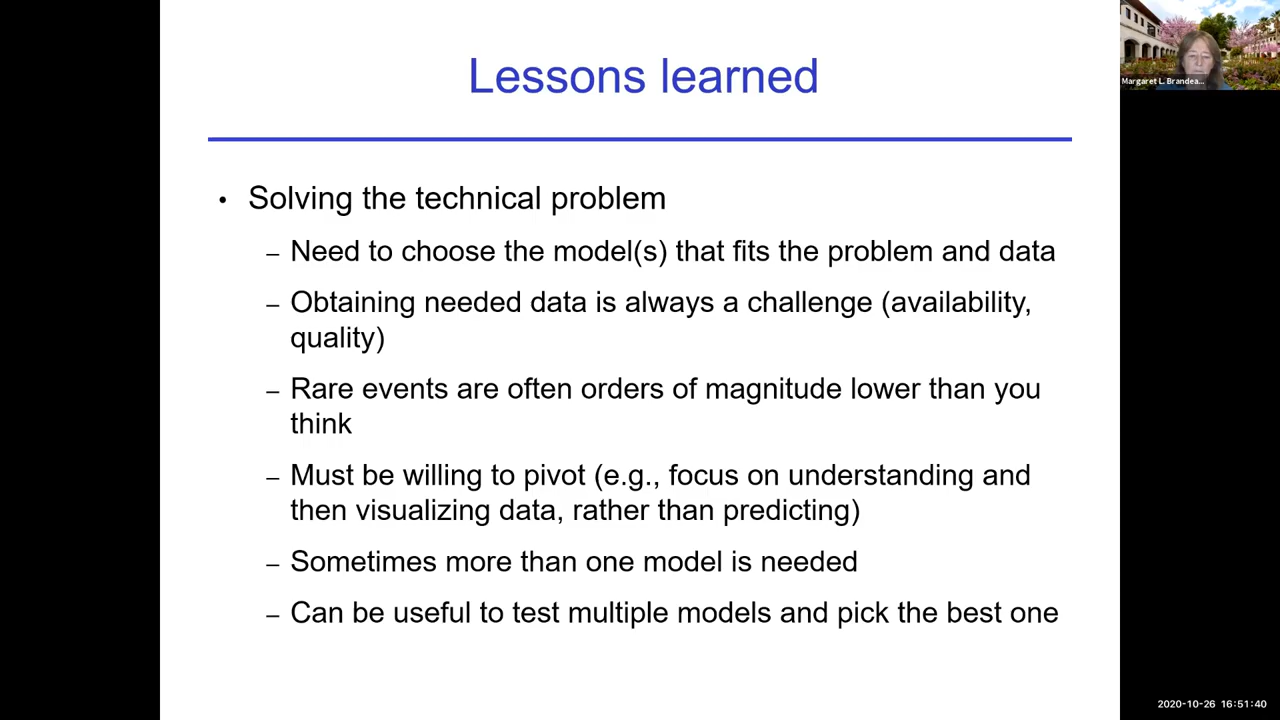 Lessons learned
• Solving the technical problem
– Need to choose the model(s) that fits the problem and data
– Obtaining needed data is always a challenge (availability,
quality)
– Rare events are often orders of magnitude lower than you
think
– Must be willing to pivot (e.g., focus on understanding and
then visualizing data, rather than predicting)
– Sometimes more than one model is needed
– Can be useful to test multiple models and pick the best one
Margaret L. Brandea...
2020-10-26 16:51:40